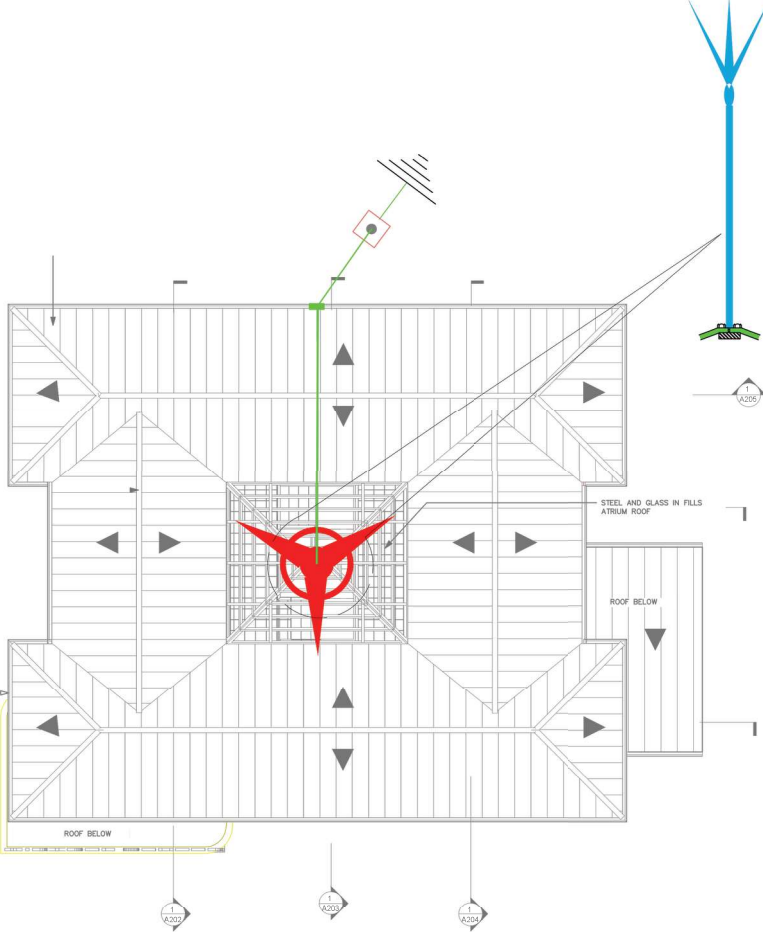 1
A205
STEEL AND GLASS IN FILLS
ATRIUM ROOF
ROOF BELOW
ROOF BELOW
1
A202
1
A203
1
A204